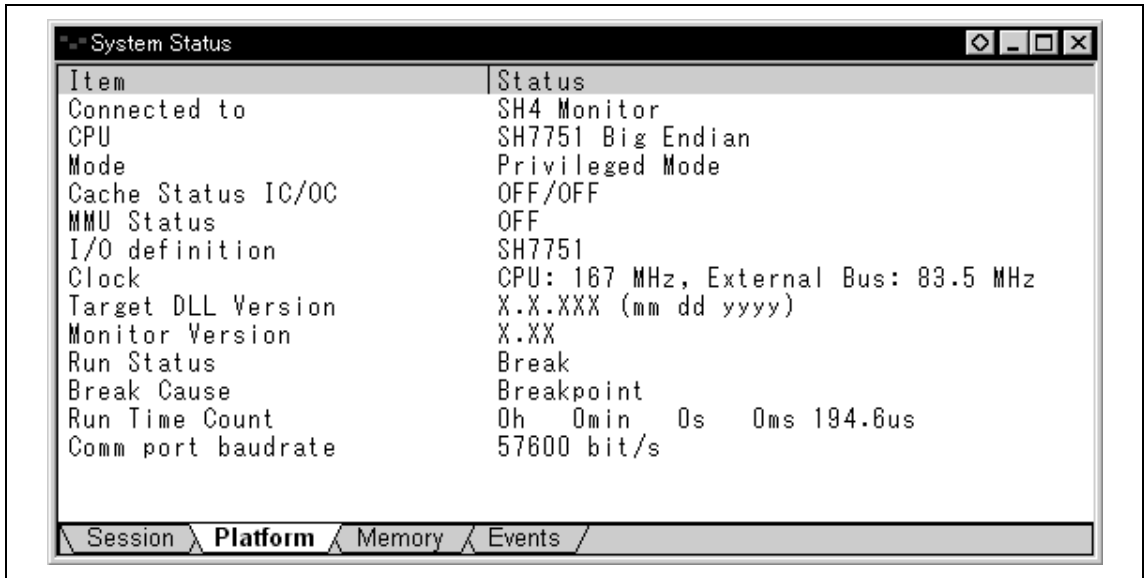 System Status
Item Status
Connected to SH4 Monitor
CPU SH7751 Big Endian
Mode Privileged Mode
Cache Status IC/OC OFF/OFF
MMU Status OFF
I/O definition SH7751
Clock CPU: 167 MHz, External Bus: 83.5 MHz
Target DLL Version X.X.XXX (mm dd yyyy)
Monitor Version X.XX
Run Status Break
Break Cause Breakpoint
Run Time Count 0h 0min 0s 0ms 194.6us
Comm port baudrate 57600 bit/s
Session Platform Memory Events